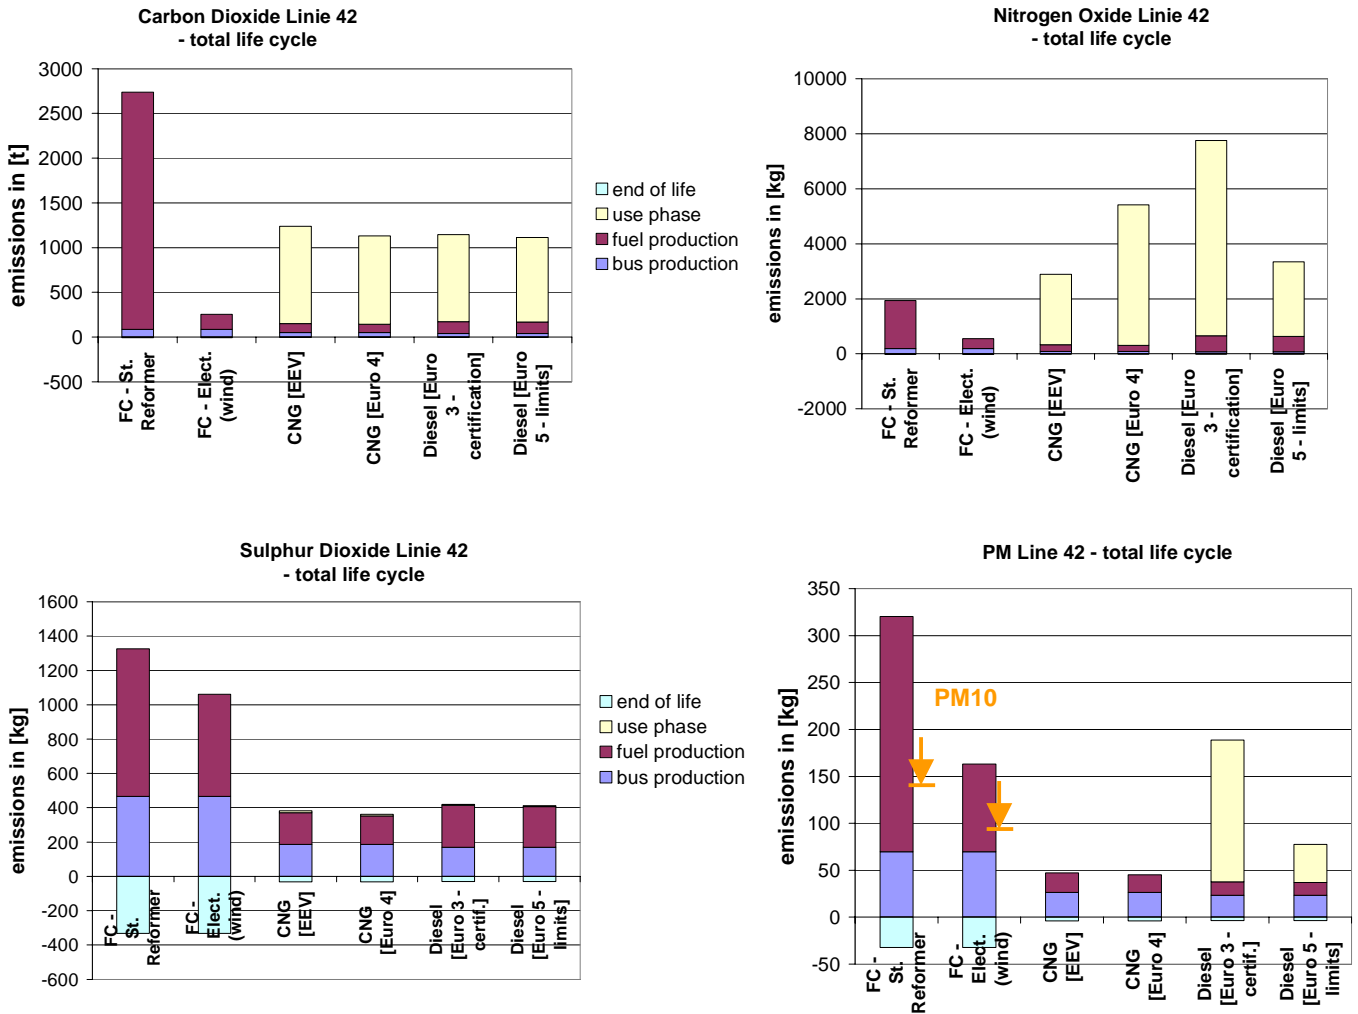 Carbon Dioxide Linie 42
- total life cycle
3000
2500
2000
1500
1000
500
0
-500
emissions in [t]
FC - St.
Reformer
FC - Elect.
(wind)
CNG [EEV]
CNG [Euro 4]
Diesel [Euro
3 -
certification]
Diesel [Euro
5 - limits]
end of life
use phase
fuel production
bus production
Nitrogen Oxide Linie 42
- total life cycle
10000
8000
6000
4000
2000
0
-2000
emissions in [kg]
FC - St.
Reformer
FC - Elect.
(wind)
CNG [EEV]
CNG [Euro 4]
Diesel [Euro
3 -
certification]
Diesel [Euro
5 - limits]
Sulphur Dioxide Linie 42
- total life cycle
1600
1400
1200
1000
800
600
400
200
0
-200
-400
-600
emissions in [kg]
FC -
St.
Reformer
FC -
Elect.
(wind)
CNG
[EEV]
CNG
[Euro 4]
Diesel
[Euro 3 -
certif.]
Diesel
[Euro 5 -
limits]
end of life
use phase
fuel production
bus production
PM Line 42 - total life cycle
350
300
250
200
150
100
50
0
-50
emissions in [kg]
PM10
FC -
St.
Reformer
FC -
Elect.
(wind)
CNG
[EEV]
CNG
[Euro 4]
Diesel
[Euro 3 -
certif.]
Diesel
[Euro 5 -
limits]